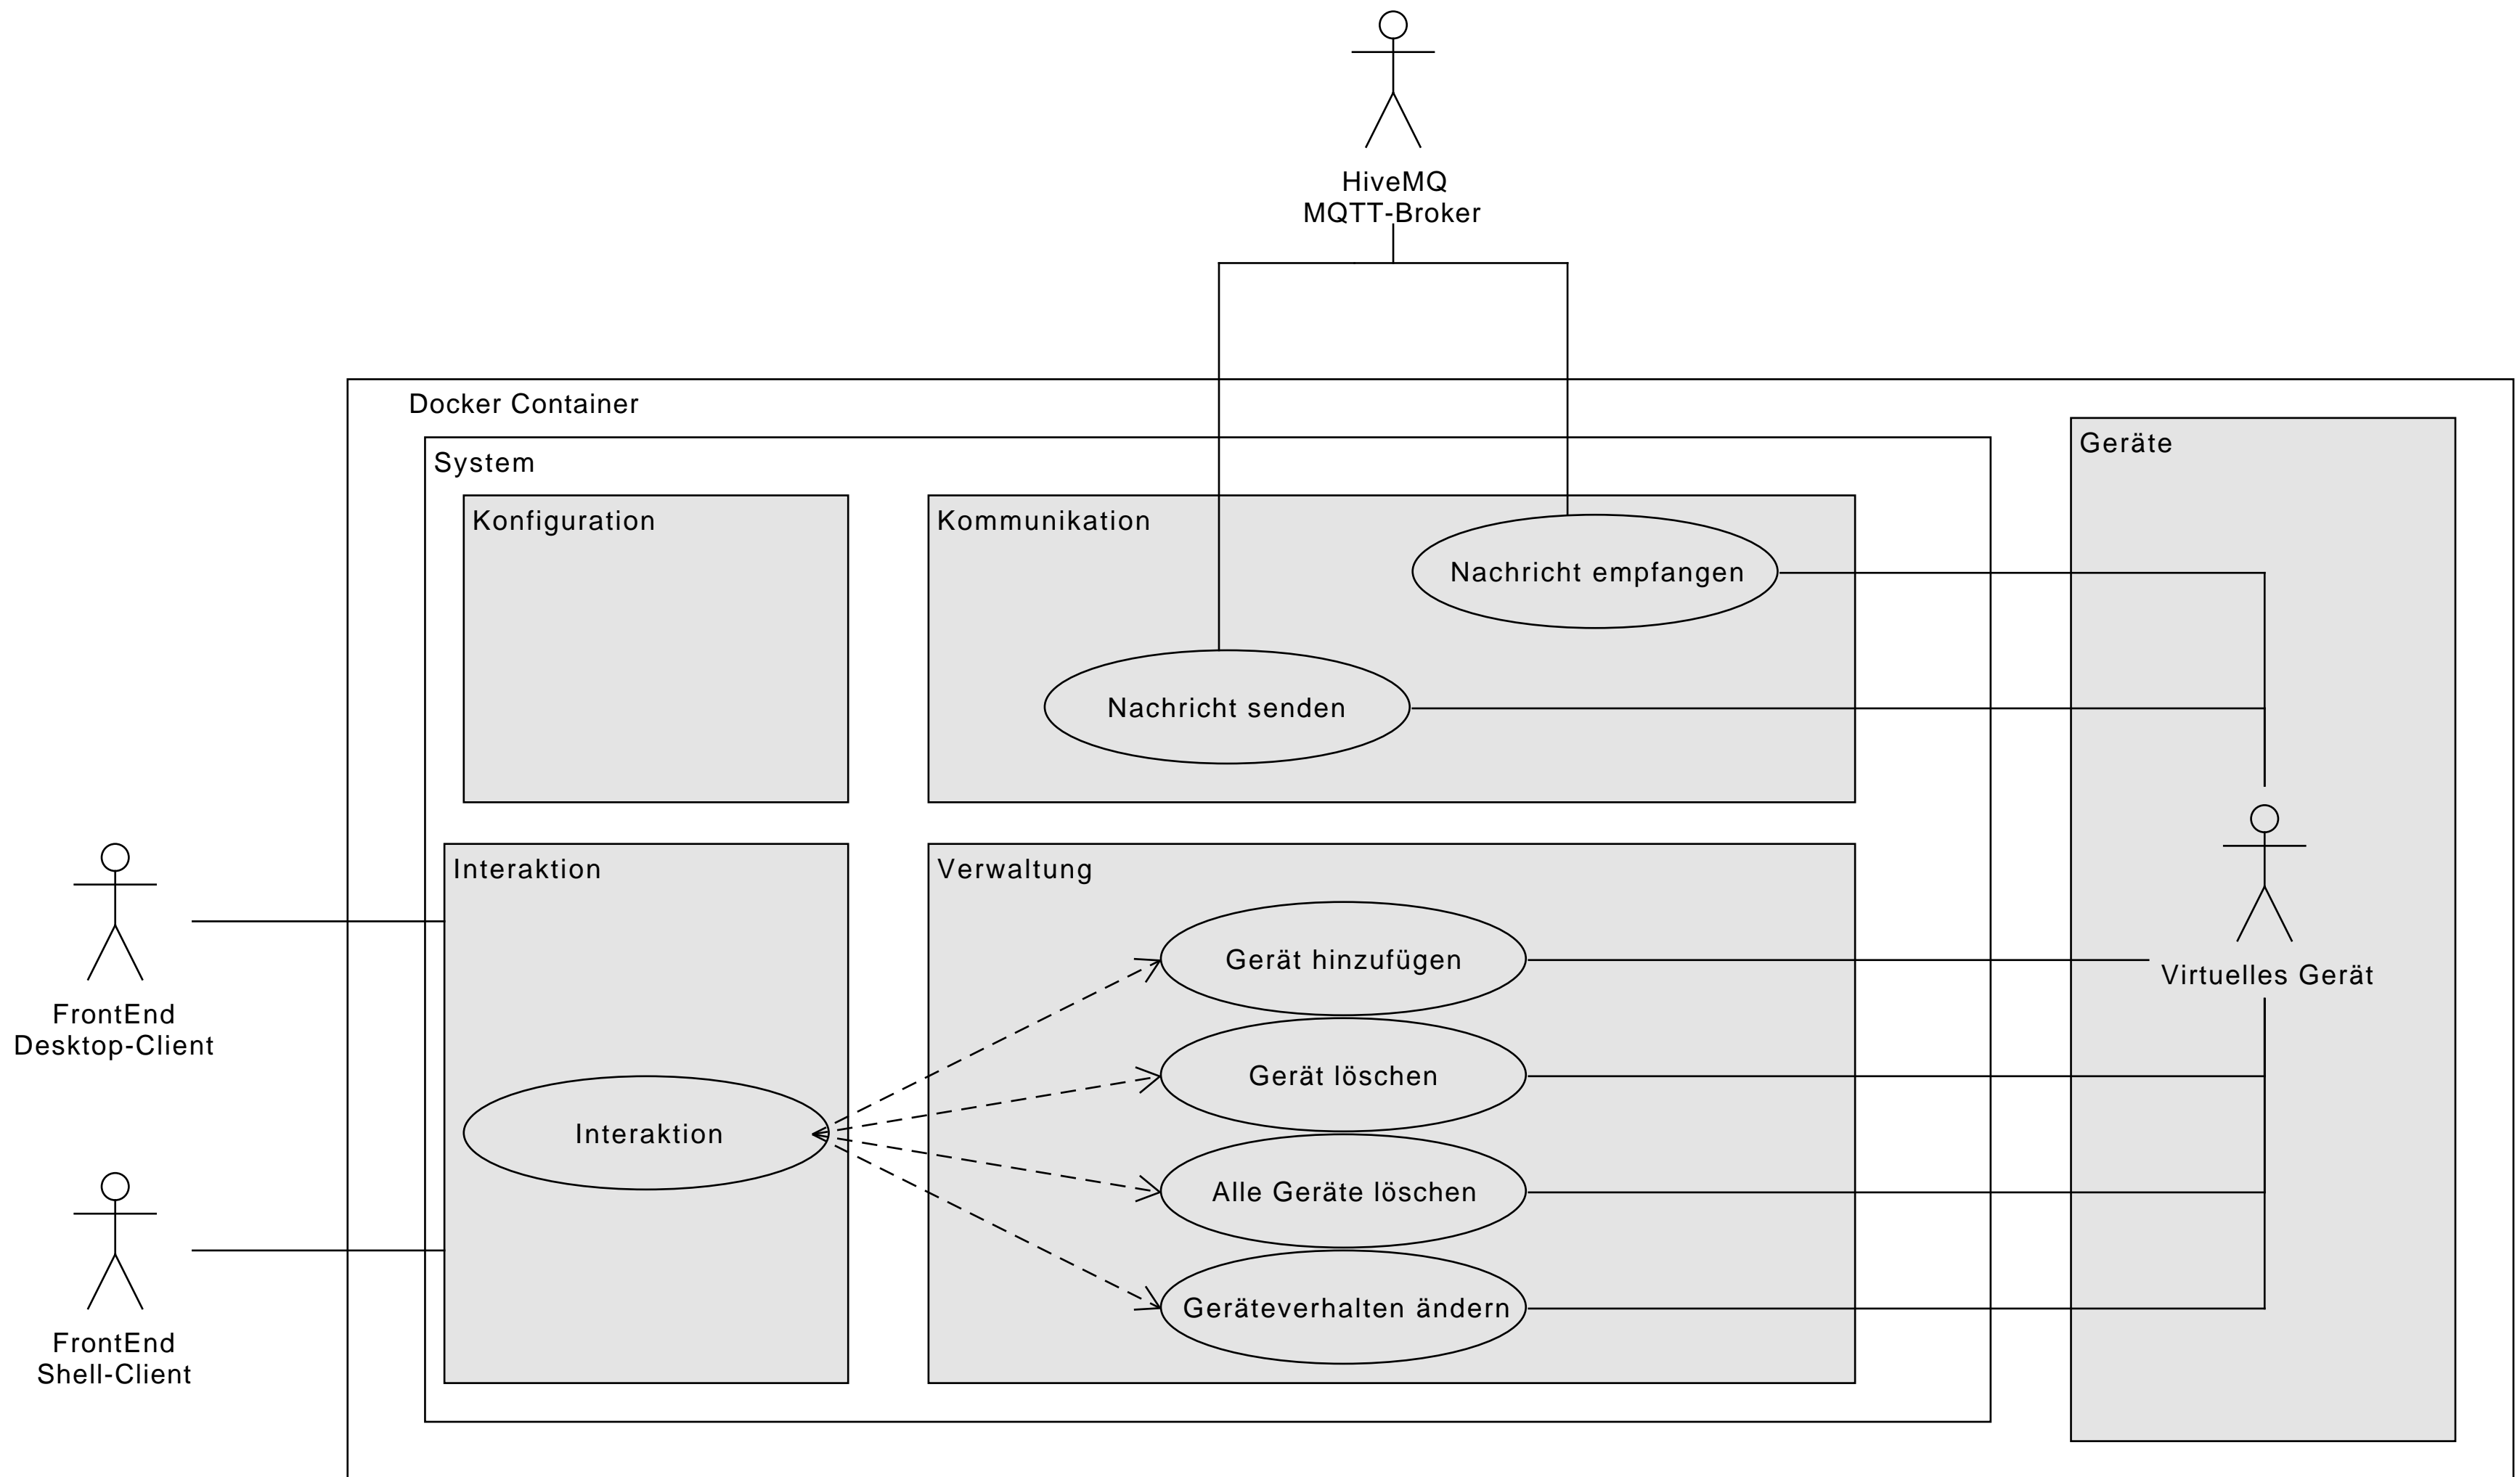 HiveMQ
MQTT-Broker
Docker Container
Geräte
System
Konfiguration
Kommunikation
Nachricht empfangen
Nachricht senden
Interaktion
Verwaltung
Gerät hinzufügen
Virtuelles Gerät
FrontEnd
Desktop-Client
Gerät löschen
Interaktion
Alle Geräte löschen
Geräteverhalten ändern
FrontEnd
Shell-Client